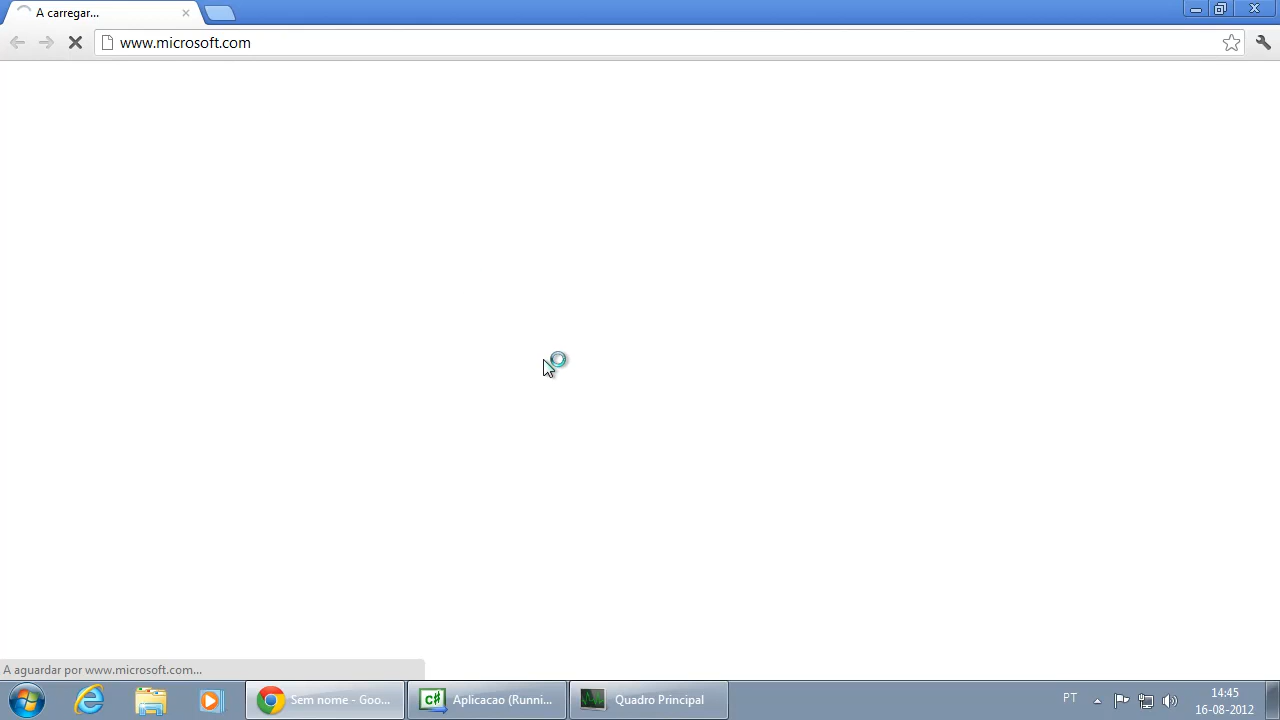 A carregar...
www.microsoft.com
A aguardar por www.microsoft.com...
Sem nome - Goo...
C#
Aplicacao (Runni...
Quadro Principal
PT
14:45
16-08-2012